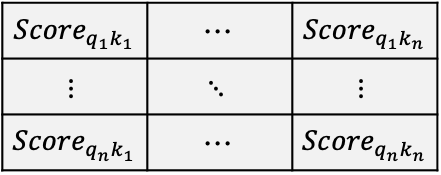 Score_{q_1k_1} ⋯ Score_{q_1k_n}
⋮ ⋱ ⋮
Score_{q_nk_1} ⋯ Score_{q_nk_n}